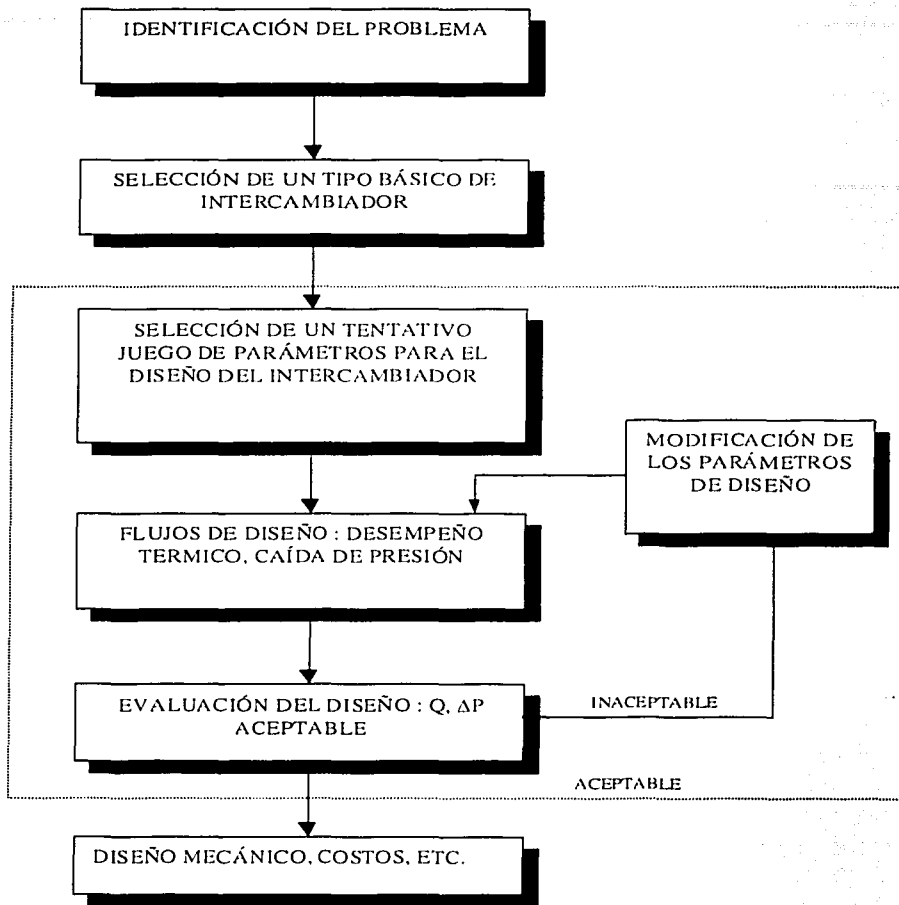 IDENTIFICACIÓN DEL PROBLEMA
SELECCIÓN DE UN TIPO BÁSICO DE
INTERCAMBIADOR
SELECCIÓN DE UN TENTATIVO
JUEGO DE PARÁMETROS PARA EL
DISEÑO DEL INTERCAMBIADOR
MODIFICACIÓN DE
LOS PARÁMETROS
DE DISEÑO
FLUJOS DE DISEÑO : DESEMPEÑO
TERMICO, CAÍDA DE PRESIÓN
EVALUACIÓN DEL DISEÑO : Q, ΔP
ACEPTABLE
INACEPTABLE
ACEPTABLE
DISEÑO MECÁNICO, COSTOS, ETC.